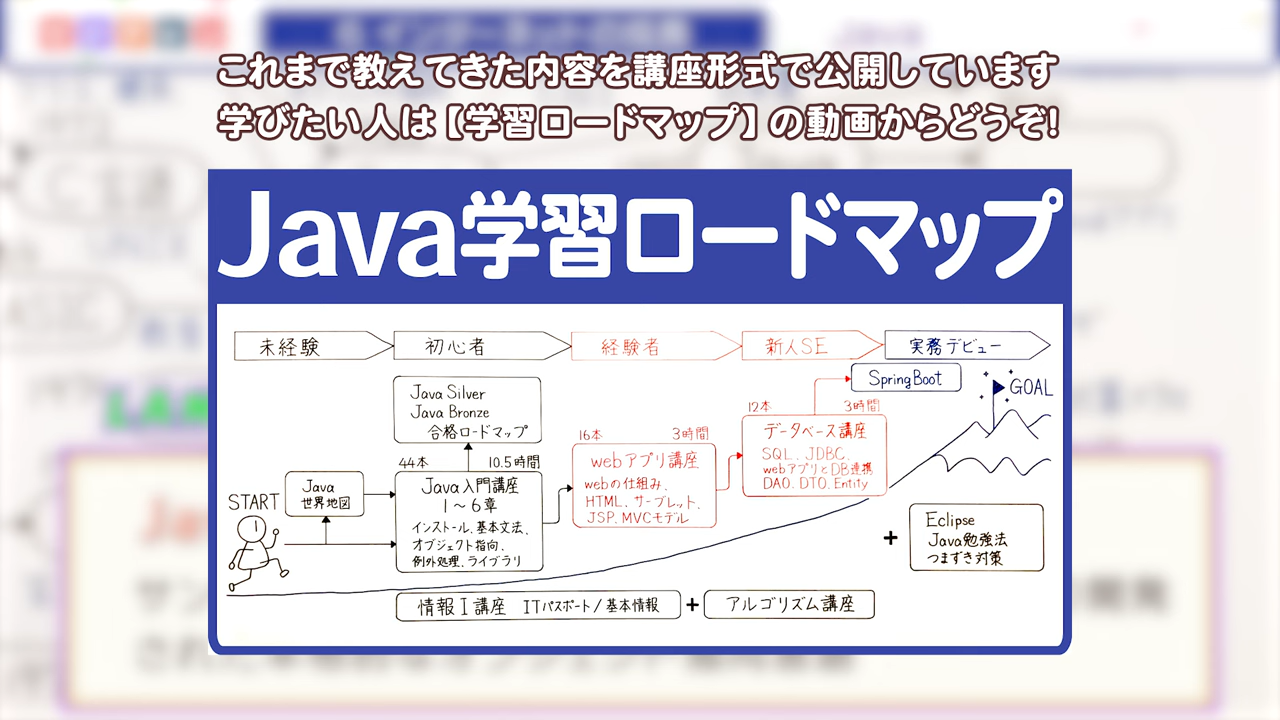 これまで教えてきた内容を講座形式で公開しています
学びたい人は【学習ロードマップ】の動画からどうぞ!
Java学習ロードマップ
未経験
初心者
経験者
新人SE
実務デビュー
Java Silver
Java Bronze
合格ロードマップ
SpringBoot
GOAL
44本 10.5時間
16本 3時間
12本 3時間
START
Java
世界地図
Java入門講座
1~6章
インストール、基本文法、
オブジェクト指向、
例外処理、ライブラリ
webアプリ講座
webの仕組み、
HTML、サーブレット、
JSP、MVCモデル
データベース講座
SQL、JDBC、
webアプリとDB連携
DAO、DTO、Entity
+
Eclipse
Java勉強法
つまずき対策
情報Ⅰ講座 ITパスポート/基本情報
+
アルゴリズム講座